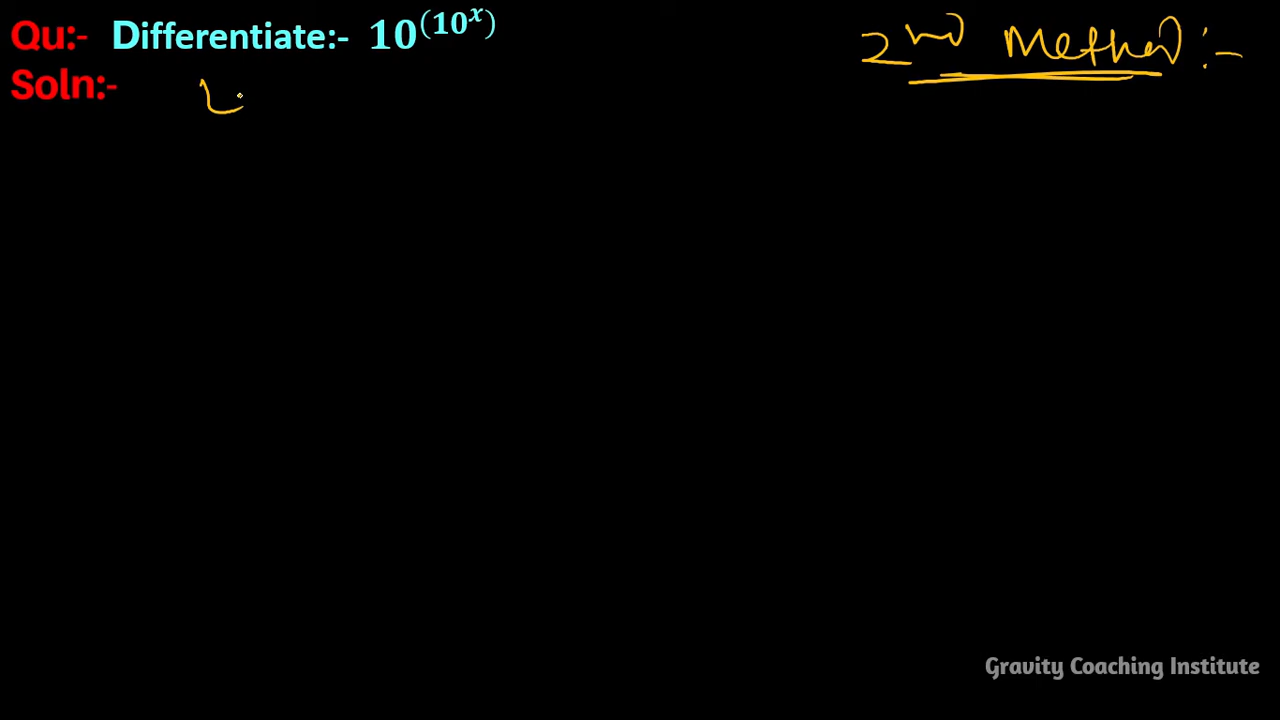 Qu:- Differentiate:- 10^(10^x)
2nd Method:-
Soln:- L
Gravity Coaching Institute